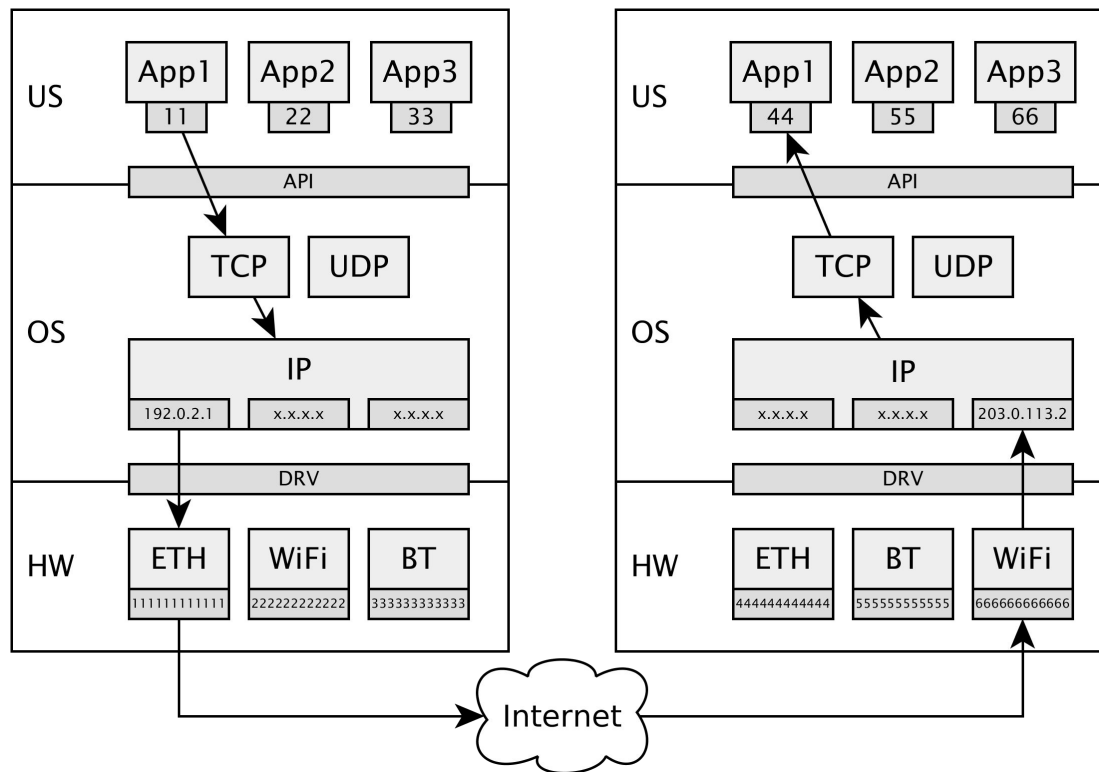 US
App1
App2
App3
11
22
33
API
OS
TCP
UDP
IP
192.0.2.1
x.x.x.x
x.x.x.x
DRV
HW
ETH
WiFi
BT
111111111111
222222222222
333333333333
US
App1
App2
App3
44
55
66
API
OS
TCP
UDP
IP
x.x.x.x
x.x.x.x
203.0.113.2
DRV
HW
ETH
BT
WiFi
444444444444
555555555555
666666666666
Internet